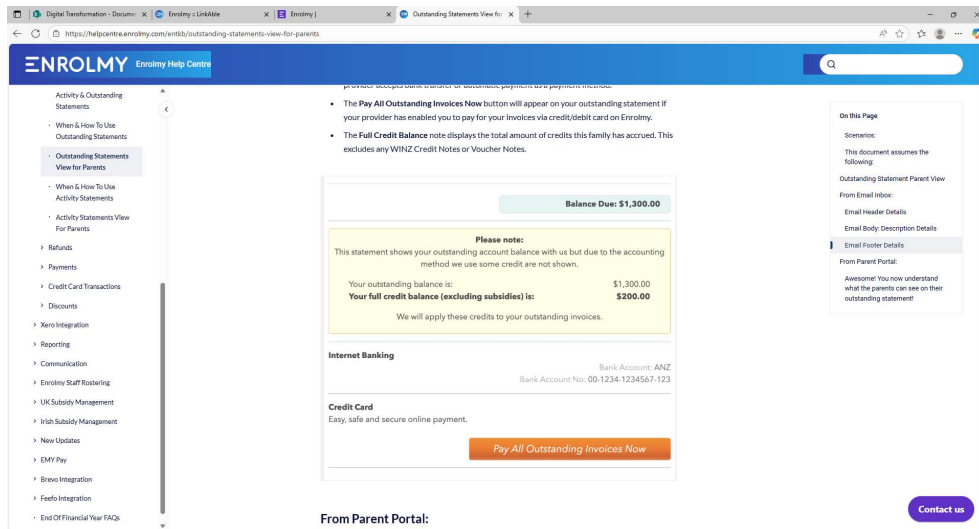 Digital Transformation - Documen
Enrolmy :: LinkAble
Enrolmy |
Outstanding Statements View for
https://helpcentre.enrolmy.com/entkb/outstanding-statements-view-for-parents
ENROLMY Enrolmy Help Centre
Activity & Outstanding
Statements
When & How To Use
Outstanding Statements
Outstanding Statements
View for Parents
When & How To Use
Activity Statements
Activity Statements View
For Parents
Refunds
Payments
Credit Card Transactions
Discounts
Xero Integration
Reporting
Communication
Enrolmy Staff Rostering
UK Subsidy Management
Irish Subsidy Management
New Updates
EMY Pay
Brevo Integration
Feefo Integration
End Of Financial Year FAQs
provider accepts bank transfer or automatic payment as a payment method.
• The Pay All Outstanding Invoices Now button will appear on your outstanding statement if
your provider has enabled you to pay for your invoices via credit/debit card on Enrolmy.
• The Full Credit Balance note displays the total amount of credits this family has accrued. This
excludes any WINZ Credit Notes or Voucher Notes.
Balance Due: $1,300.00
Please note:
This statement shows your outstanding account balance with us but due to the accounting
method we use some credit are not shown.
Your outstanding balance is: $1,300.00
Your full credit balance (excluding subsidies) is: $200.00
We will apply these credits to your outstanding invoices.
Internet Banking
Bank Account: ANZ
Bank Account No: 00-1234-1234567-123
Credit Card
Easy, safe and secure online payment.
Pay All Outstanding Invoices Now
From Parent Portal:
On this Page
Scenarios:
This document assumes the
following:
Outstanding Statement Parent View
From Email Inbox:
Email Header Details
Email Body: Description Details
Email Footer Details
From Parent Portal:
Awesome! You now understand
what the parents can see on their
outstanding statement!
Contact us